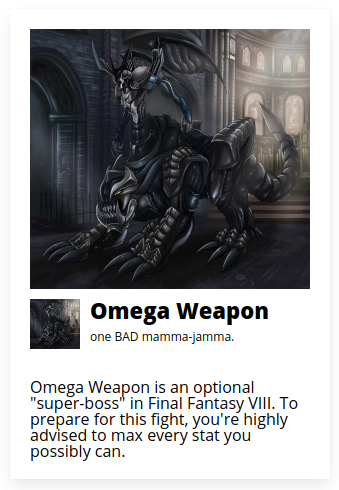 Omega Weapon
one BAD mamma-jamma.
Omega Weapon is an optional
"super-boss" in Final Fantasy VIII. To
prepare for this fight, you're highly
advised to max every stat you
possibly can.